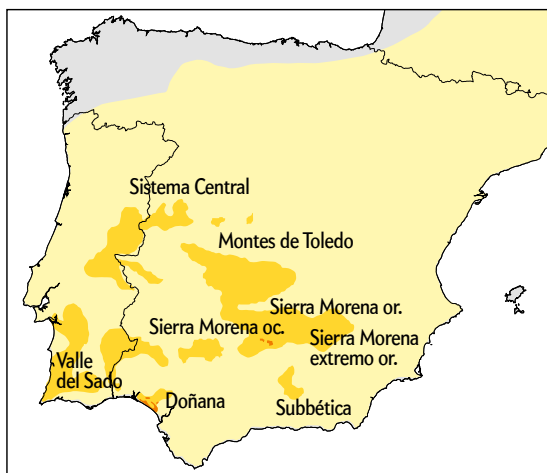 Sistema Central
Montes de Toledo
Sierra Morena or.
Sierra Morena oc.
Sierra Morena
extremo or.
Valle
del Sado
Doñana
Subbética